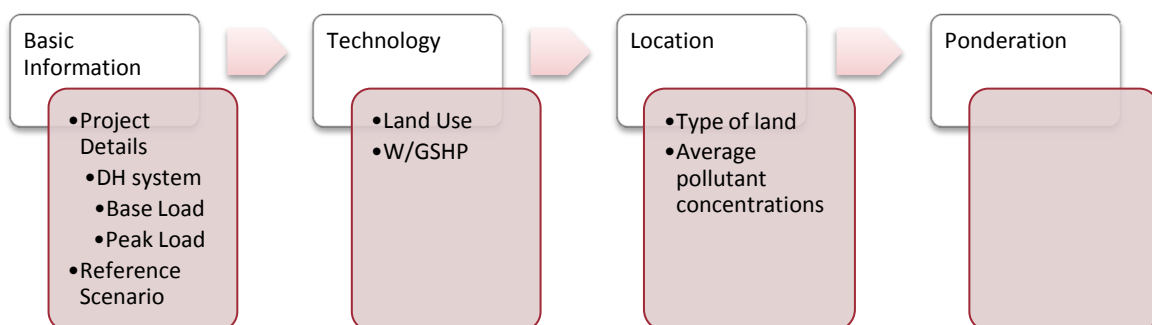 Basic
Information
•Project
Details
•DH system
•Base Load
•Peak Load
•Reference
Scenario
Technology
•Land Use
•W/GSHP
Location
•Type of land
•Average
pollutant
concentrations
Ponderation